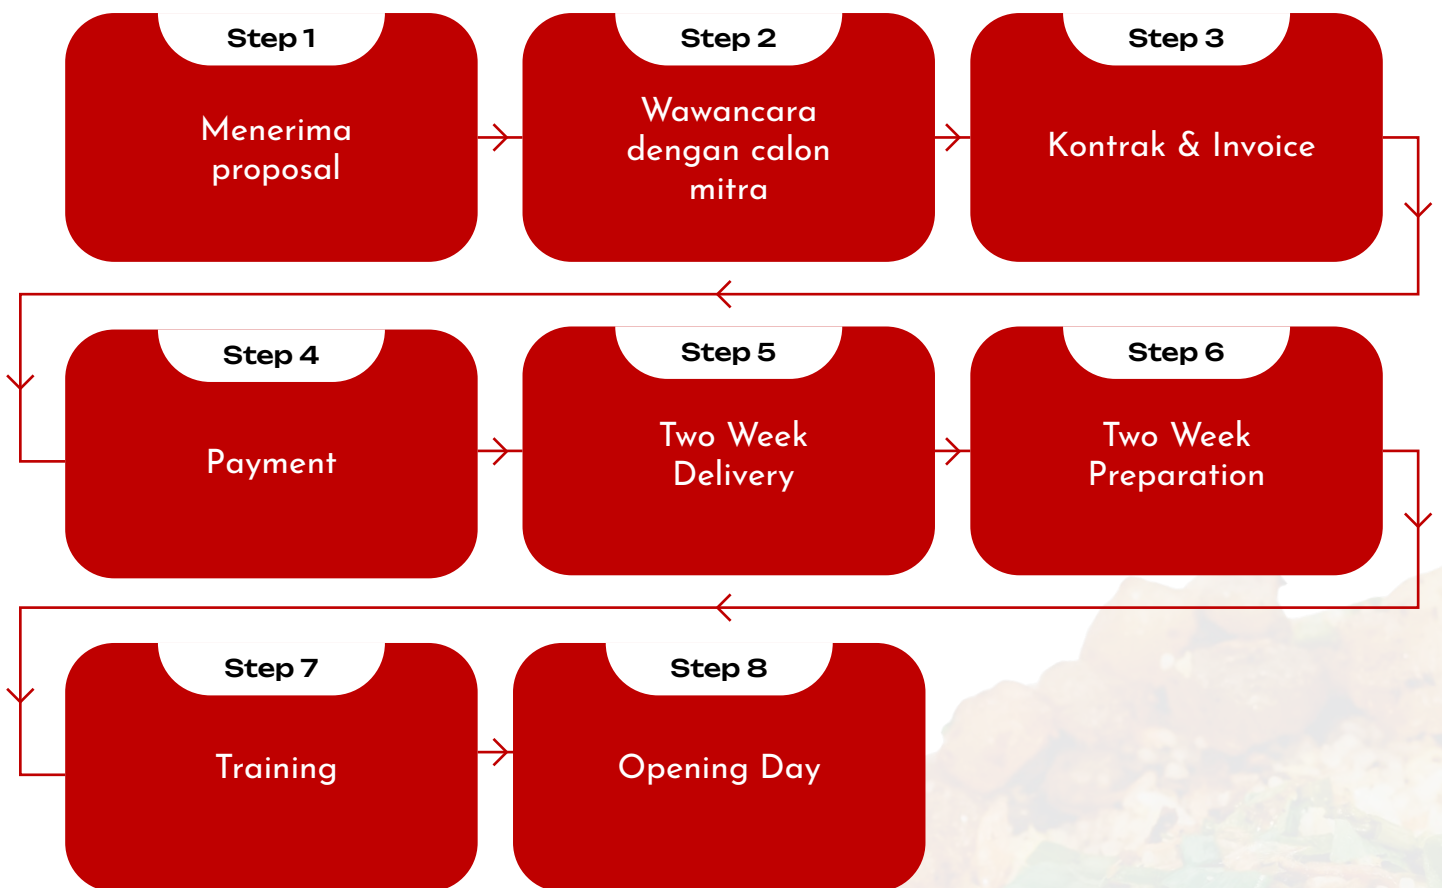 Step 1
Menerima
proposal
Step 2
Wawancara
dengan calon
mitra
Step 3
Kontrak & Invoice
Step 4
Payment
Step 5
Two Week
Delivery
Step 6
Two Week
Preparation
Step 7
Training
Step 8
Opening Day